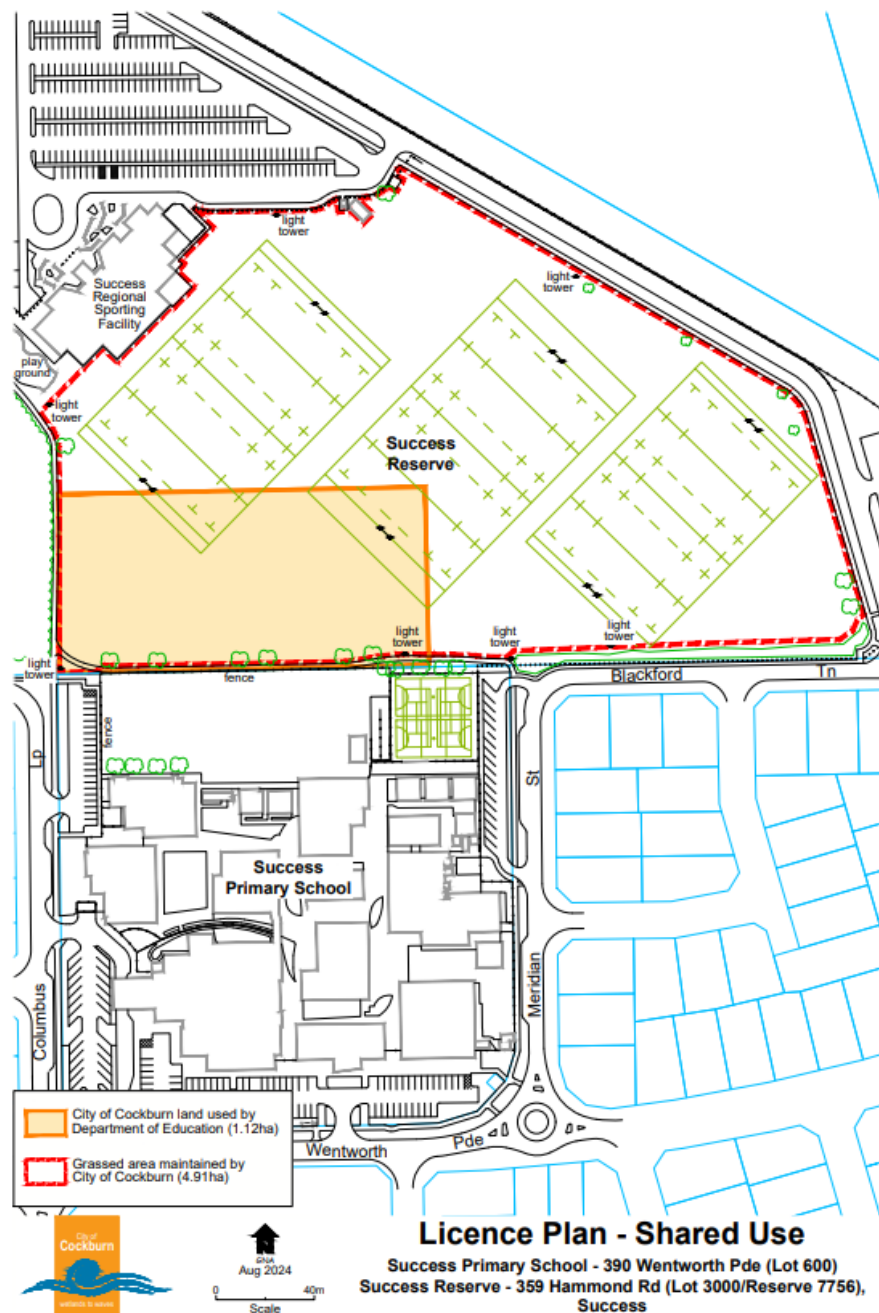 light
tower
Success
Regional
Sporting
Facility
light
tower
play
ground
light
tower
Success
Reserve
light
tower
light
tower
light
tower
light
tower
fence
Blackford
Tn
fence
Lp
St
Success
Primary School
Columbus
Meridian
City of Cockburn land used by
Department of Education (1.12ha)
Wentworth
Pde
Grassed area maintained by
City of Cockburn (4.91ha)
City of
Cockburn
wetlands to waves
N
GNA
Aug 2024
0 40m
Scale
Licence Plan - Shared Use
Success Primary School - 390 Wentworth Pde (Lot 600)
Success Reserve - 359 Hammond Rd (Lot 3000/Reserve 7756),
Success